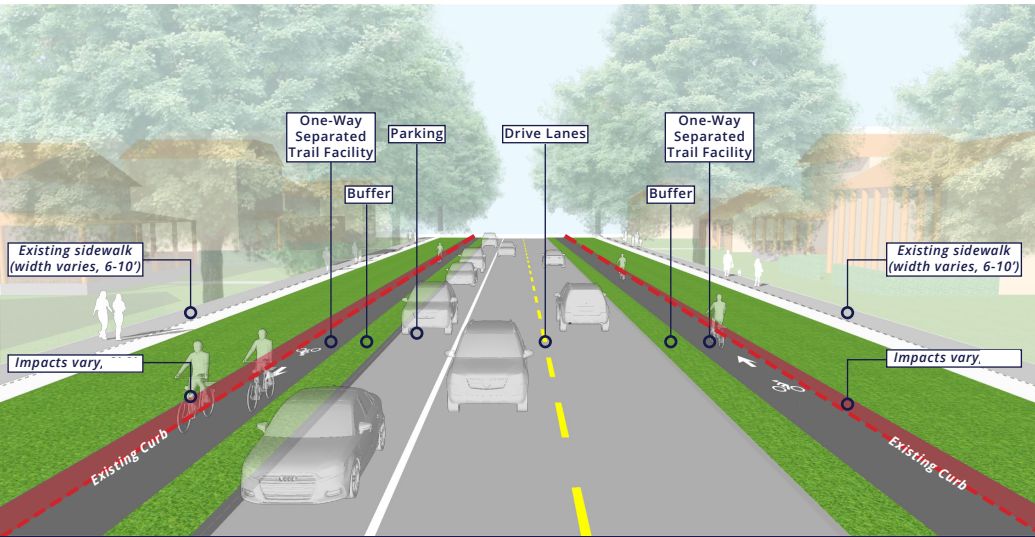 One-Way
Separated
Trail Facility
Parking
Drive Lanes
One-Way
Separated
Trail Facility
Buffer
Buffer
Existing sidewalk
(width varies, 6-10')
Existing sidewalk
(width varies, 6-10')
Impacts vary,
Impacts vary,
Existing Curb
Existing Curb